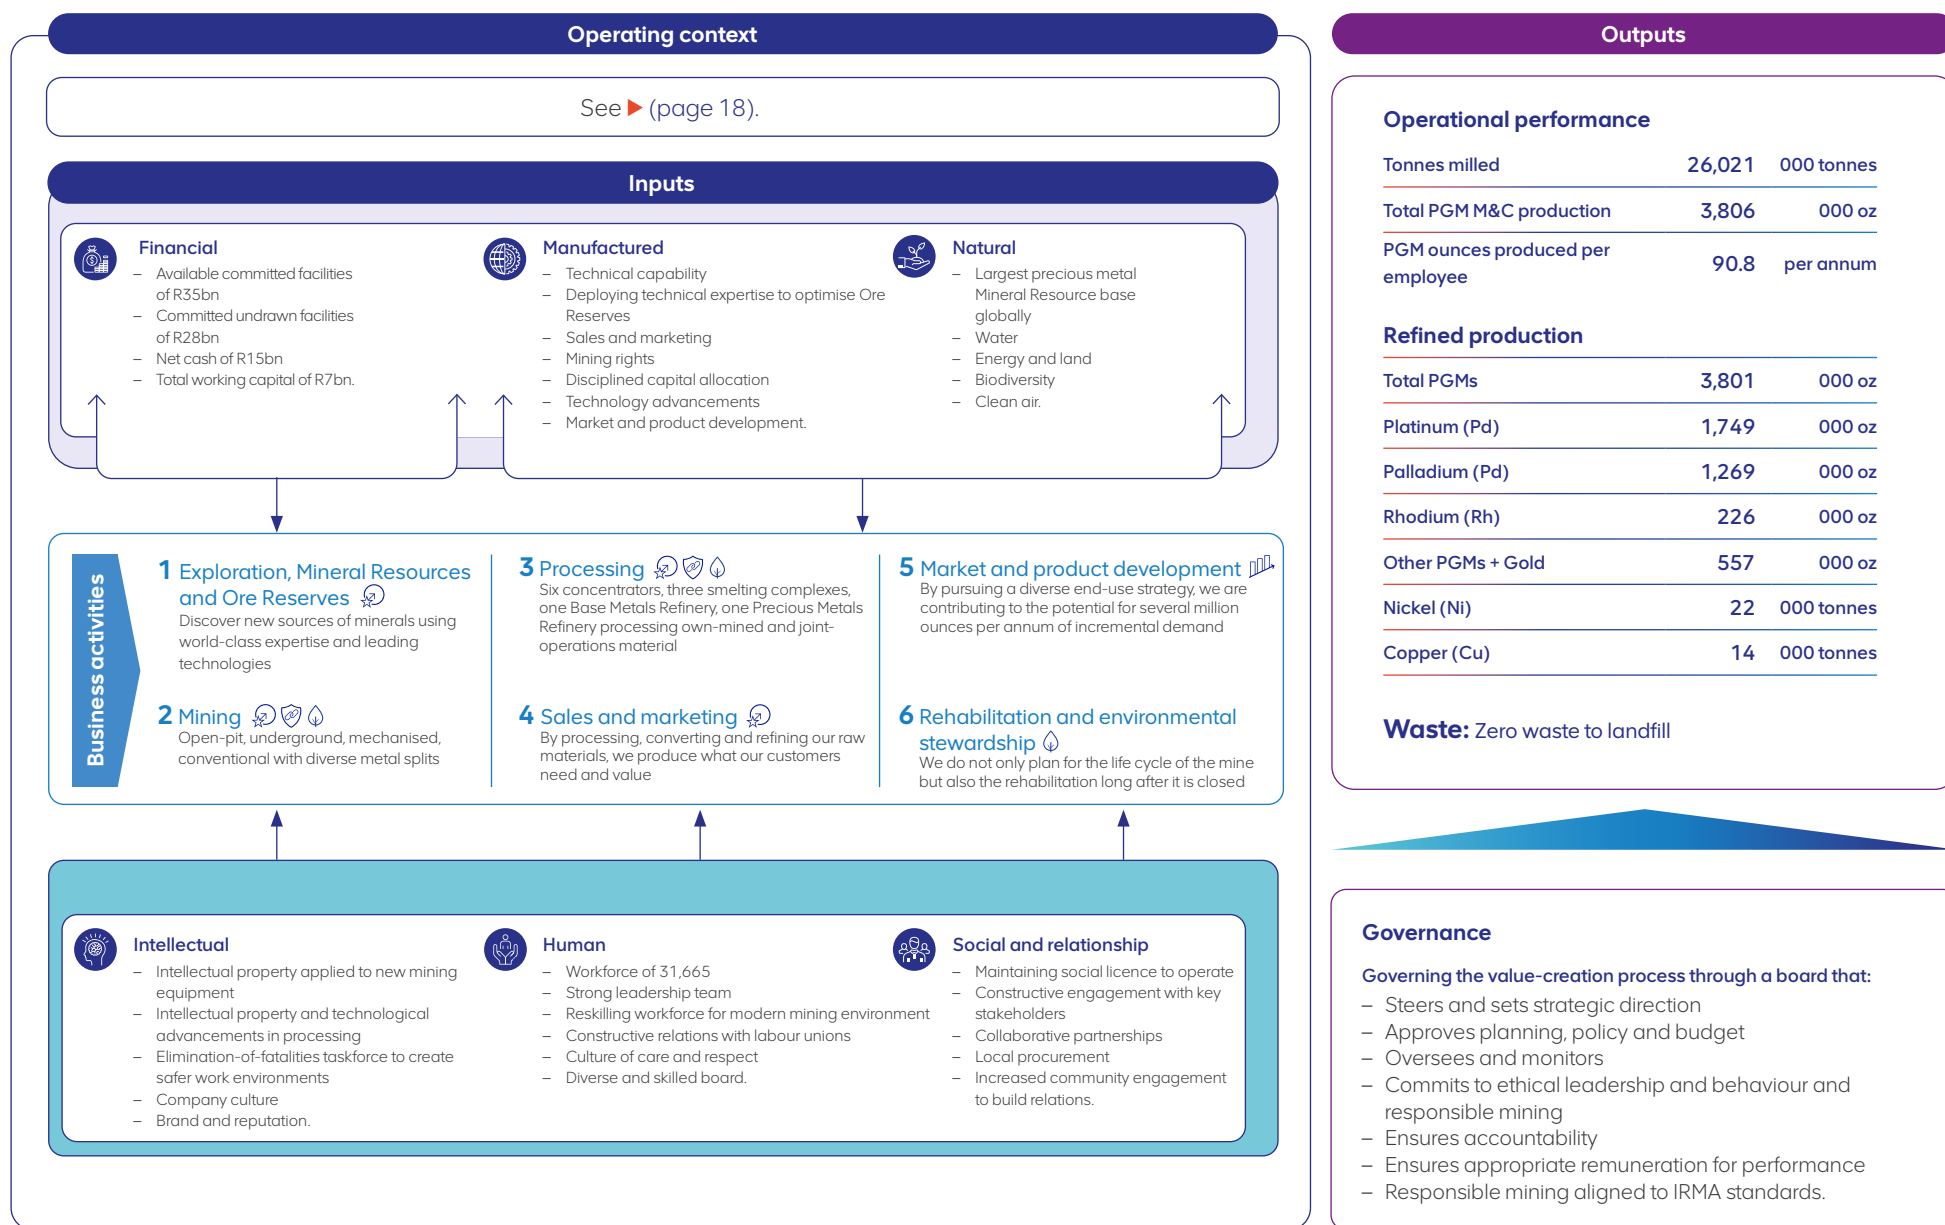 Operating context
See (page 18).
Inputs
Financial
– Available committed facilities
of R35bn
– Committed undrawn facilities
of R28bn
– Net cash of R15bn
– Total working capital of R7bn.
Manufactured
– Technical capability
– Deploying technical expertise to optimise Ore
Reserves
– Sales and marketing
– Mining rights
– Disciplined capital allocation
– Technology advancements
– Market and product development.
Natural
– Largest precious metal
Mineral Resource base
globally
– Water
– Energy and land
– Biodiversity
– Clean air.
Business activities
1 Exploration, Mineral Resources
and Ore Reserves
Discover new sources of minerals using
world-class expertise and leading
technologies
2 Mining
Open-pit, underground, mechanised,
conventional with diverse metal splits
3 Processing
Six concentrators, three smelting complexes,
one Base Metals Refinery, one Precious Metals
Refinery processing own-mined and joint-
operations material
4 Sales and marketing
By processing, converting and refining our raw
materials, we produce what our customers
need and value
5 Market and product development
By pursuing a diverse end-use strategy, we are
contributing to the potential for several million
ounces per annum of incremental demand
6 Rehabilitation and environmental
stewardship
We do not only plan for the life cycle of the mine
but also the rehabilitation long after it is closed
Intellectual
– Intellectual property applied to new mining
equipment
– Intellectual property and technological
advancements in processing
– Elimination-of-fatalities taskforce to create
safer work environments
– Company culture
– Brand and reputation.
Human
– Workforce of 31,665
– Strong leadership team
– Reskilling workforce for modern mining environment
– Constructive relations with labour unions
– Culture of care and respect
– Diverse and skilled board.
Social and relationship
– Maintaining social licence to operate
– Constructive engagement with key
stakeholders
– Collaborative partnerships
– Local procurement
– Increased community engagement
to build relations.
Outputs
Operational performance
Tonnes milled 26,021 000 tonnes
Total PGM M&C production 3,806 000 oz
PGM ounces produced per
employee 90.8 per annum
Refined production
Total PGMs 3,801 000 oz
Platinum (Pd) 1,749 000 oz
Palladium (Pd) 1,269 000 oz
Rhodium (Rh) 226 000 oz
Other PGMs + Gold 557 000 oz
Nickel (Ni) 22 000 tonnes
Copper (Cu) 14 000 tonnes
Waste: Zero waste to landfill
Governance
Governing the value-creation process through a board that:
– Steers and sets strategic direction
– Approves planning, policy and budget
– Oversees and monitors
– Commits to ethical leadership and behaviour and
responsible mining
– Ensures accountability
– Ensures appropriate remuneration for performance
– Responsible mining aligned to IRMA standards.